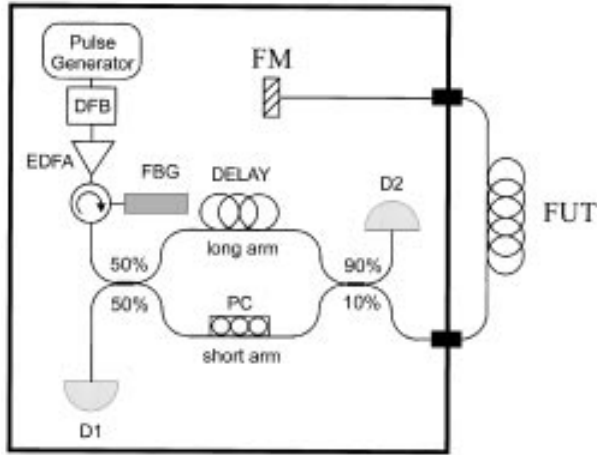 Pulse
Generator
DFB
EDFA
FBG
DELAY
FM
D2
FUT
long arm
50%
50%
90%
10%
PC
short arm
D1